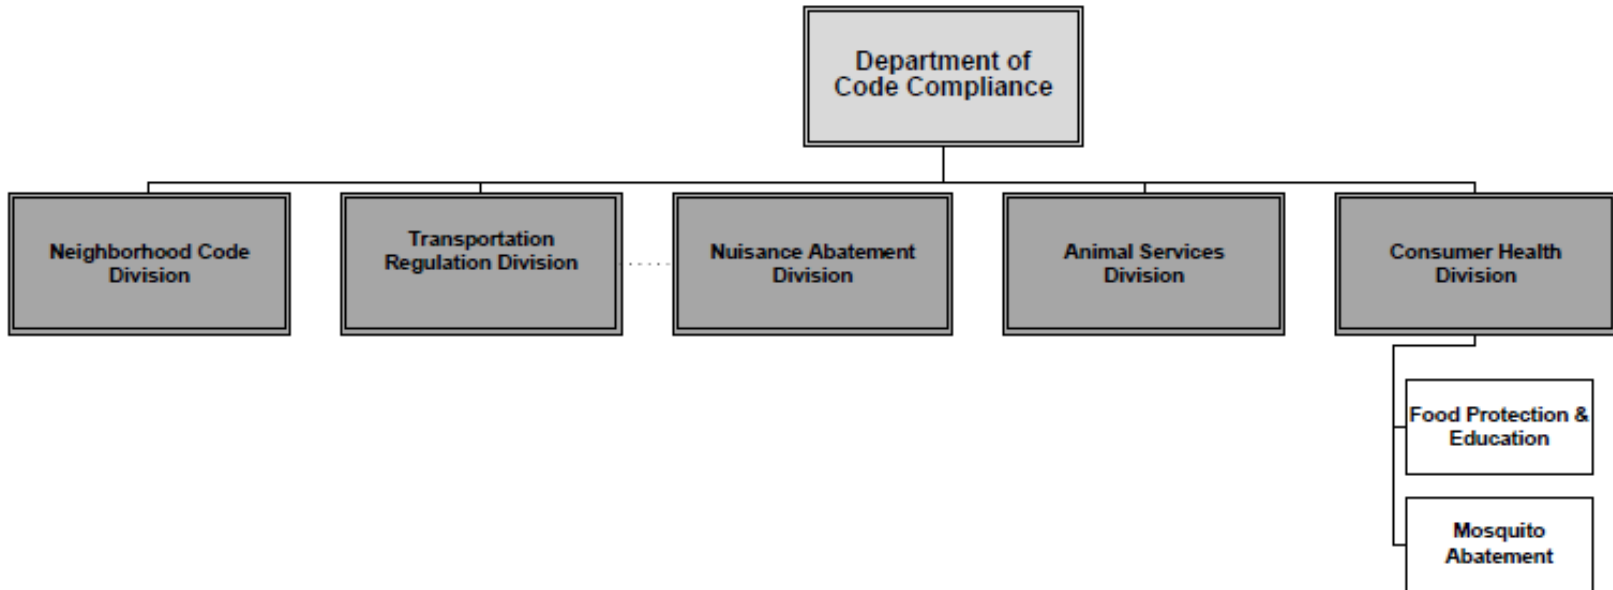 Department of
Code Compliance
Neighborhood Code
Division
Transportation
Regulation Division
Nuisance Abatement
Division
Animal Services
Division
Consumer Health
Division
Food Protection &
Education
Mosquito
Abatement